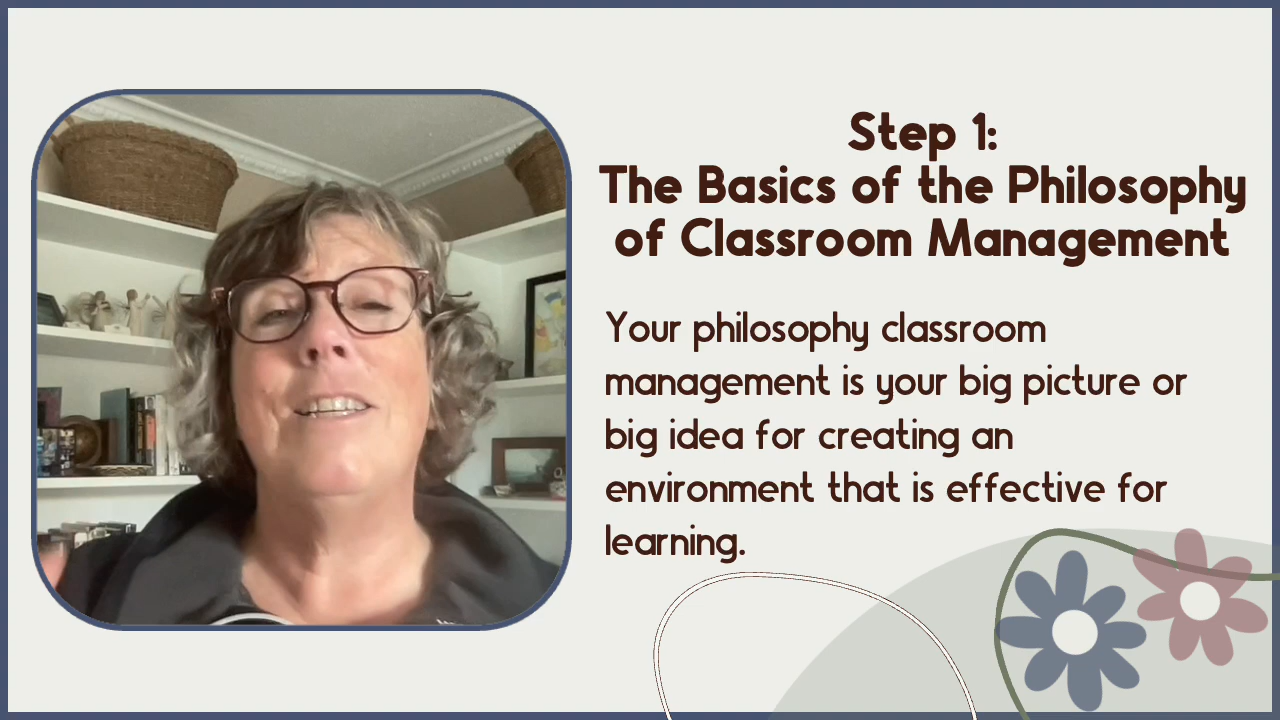 Step 1:
The Basics of the Philosophy
of Classroom Management
Your philosophy classroom
management is your big picture or
big idea for creating an
environment that is effective for
learning.